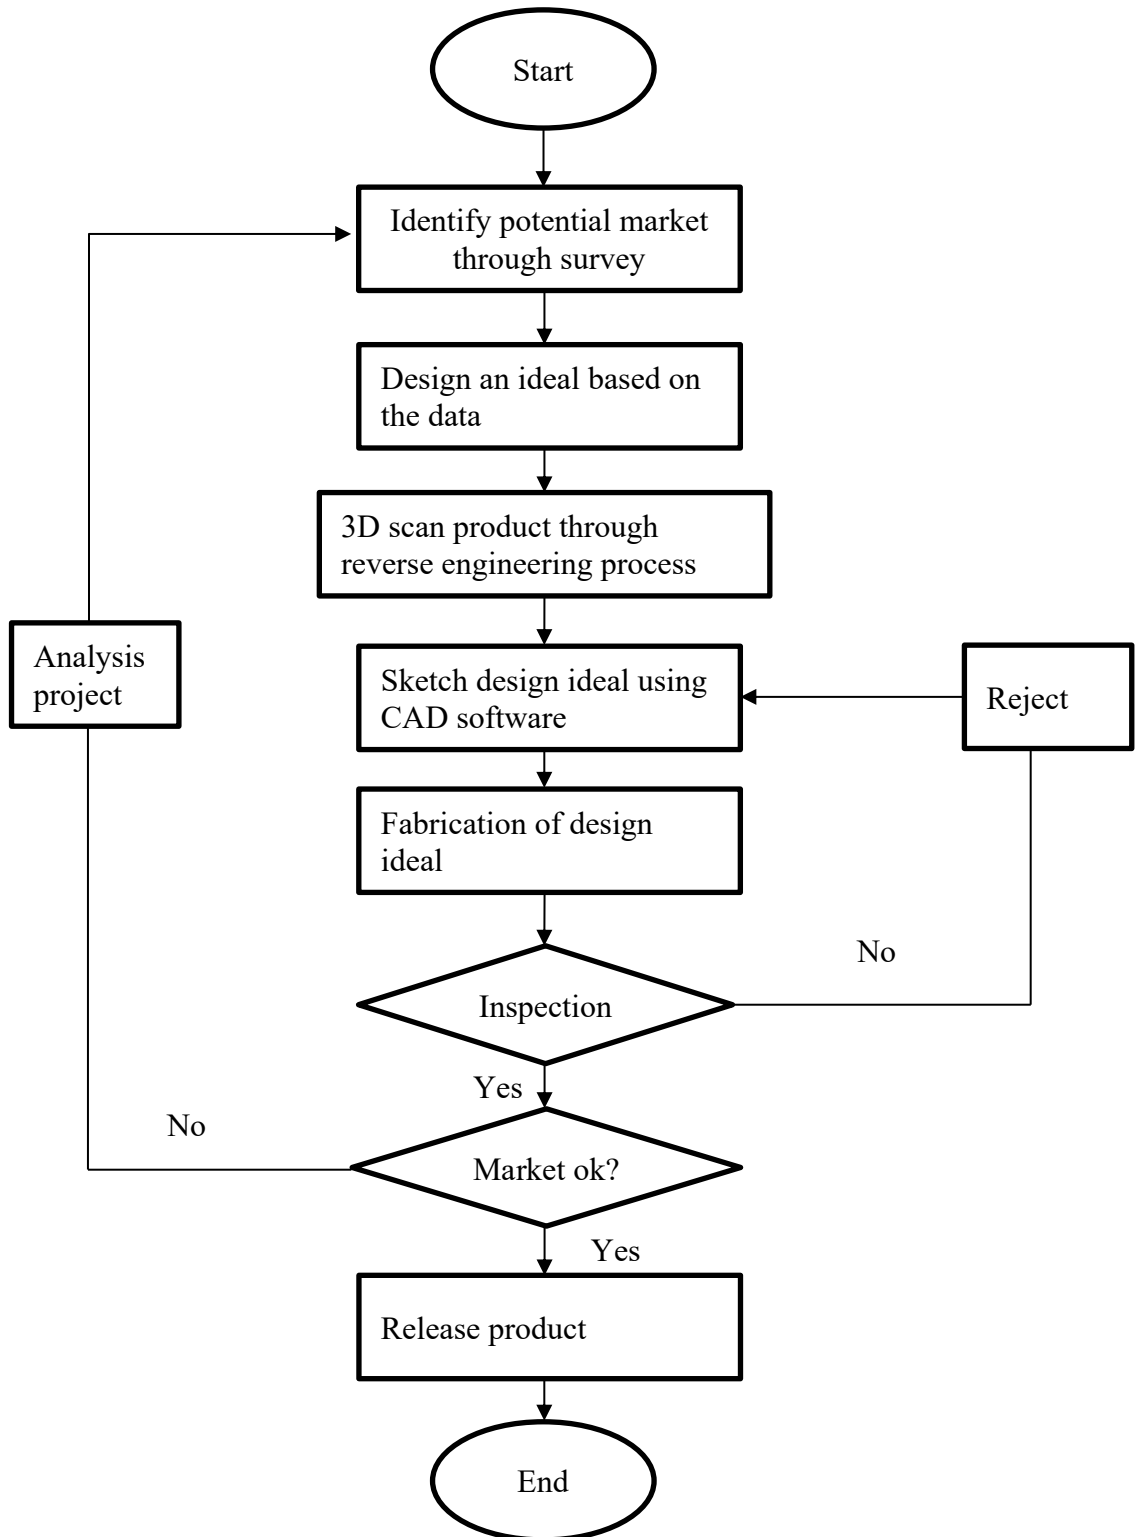 Start
Identify potential market
through survey
Design an ideal based on
the data
3D scan product through
reverse engineering process
Analysis
project
Sketch design ideal using
CAD software
Reject
Fabrication of design
ideal
No
Inspection
Yes
No
Market ok?
Yes
Release product
End